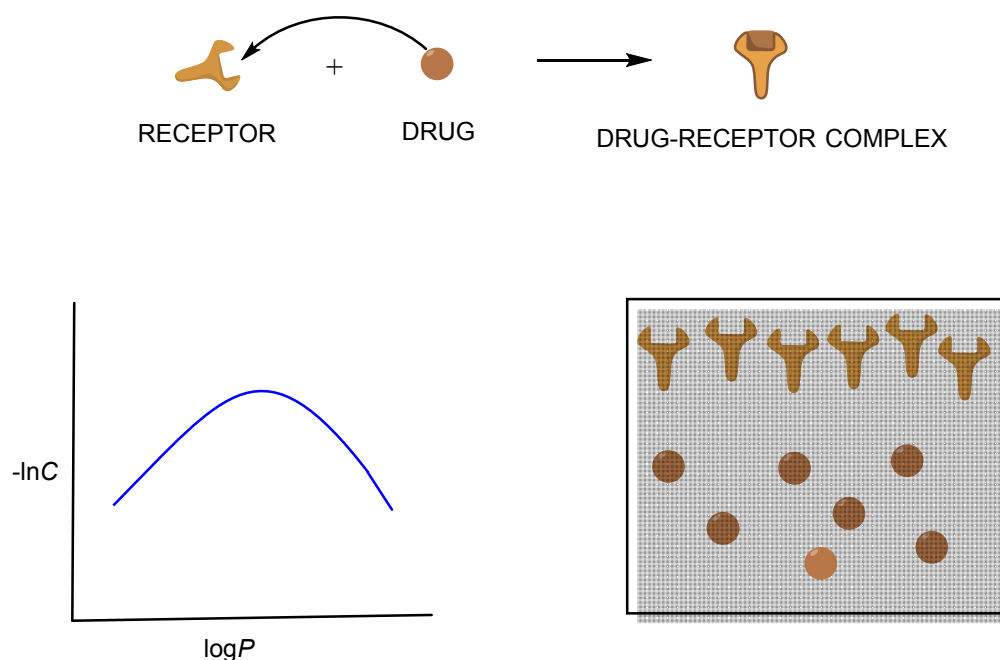 +
RECEPTOR
DRUG
DRUG-RECEPTOR COMPLEX
-lnC
logP